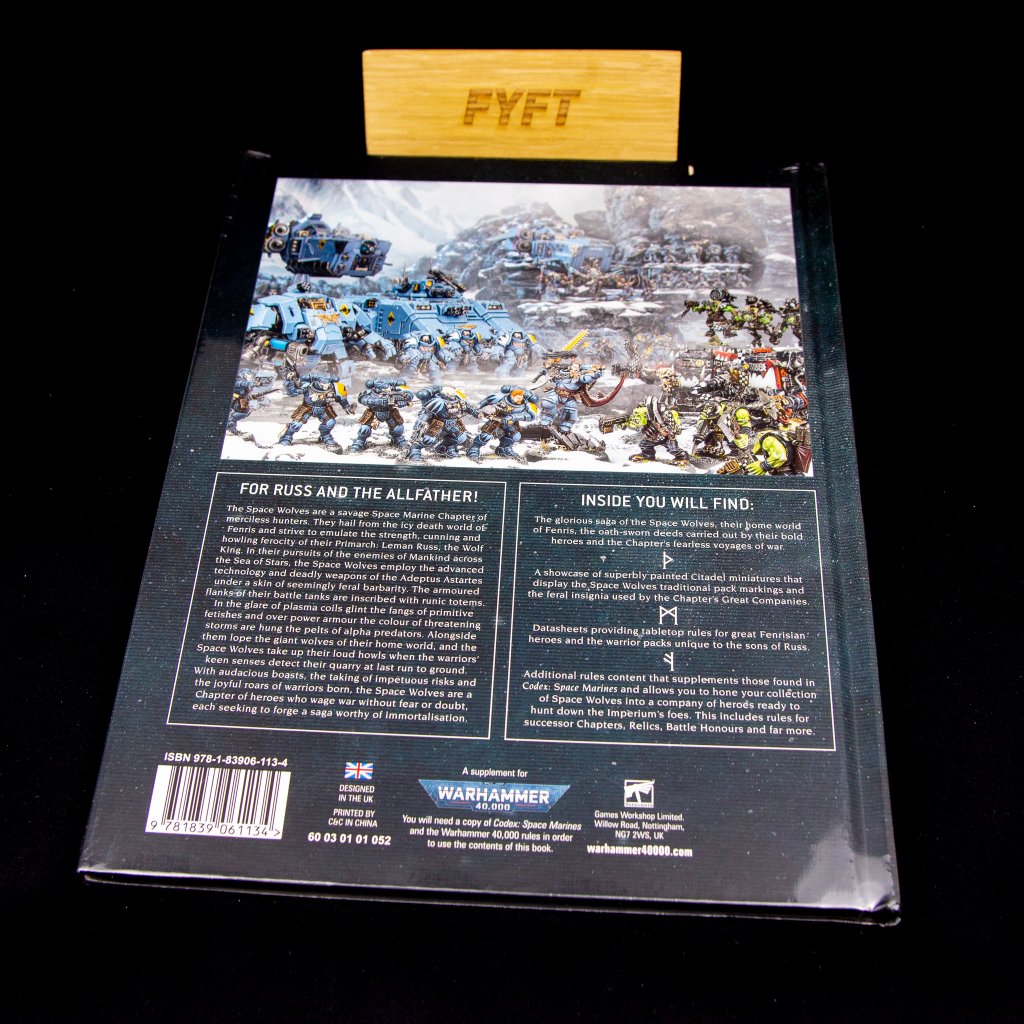 FYFT
FOR RUSS AND THE ALLFATHER!
The Space Wolves are a savage Space Marine Chapter of
merciless hunters. They hail from the icy death world of
Fenris and strive to emulate the strength, cunning and
howling ferocity of their Primarch: Leman Russ, the Wolf
King. In their pursuits of the enemies of Mankind across
the Sea of Stars, the Space Wolves employ the advanced
technology and deadly weapons of the Adeptus Astartes
under a skin of seemingly feral barbarity. The armoured
flanks of their battle tanks are inscribed with runic totems.
In the glare of plasma coils glint the fangs of primitive
fetishes and over power armour the colour of threatening
storms are hung the pelts of alpha predators. Alongside
them lope the giant wolves of their home world, and the
Space Wolves take up their loud howls when the warriors'
keen senses detect their quarry at last run to ground.
With audacious boasts, the taking of impetuous risks and
the joyful roars of warriors born, the Space Wolves are a
Chapter of heroes who wage war without fear or doubt,
each seeking to forge a saga worthy of immortalisation.
INSIDE YOU WILL FIND:
The glorious saga of the Space Wolves, their home world
of Fenris, the oath-sworn deeds carried out by their bold
heroes and the Chapter's fearless voyages of war.
ᚦ
A showcase of superbly painted Citadel miniatures that
display the Space Wolves traditional pack markings and
the feral insignia used by the Chapter's Great Companies.
ᛗ
Datasheets providing tabletop rules for great Fenrisian
heroes and the warrior packs unique to the sons of Russ.
Additional rules content that supplements those found in
Codex: Space Marines and allows you to hone your collection
of Space Wolves into a company of heroes ready to
hunt down the Imperium's foes. This includes rules for
successor Chapters, Relics, Battle Honours and far more.
ISBN 978-1-83906-113-4
9 781839 061134 >
DESIGNED
IN THE UK
PRINTED BY
C&C IN CHINA
60 03 01 01 052
A supplement for
WARHAMMER
40,000
You will need a copy of Codex: Space Marines
and the Warhammer 40,000 rules in order
to use the contents of this book.
Games Workshop Limited.
Willow Road, Nottingham,
NG7 2WS, UK
warhammer40000.com